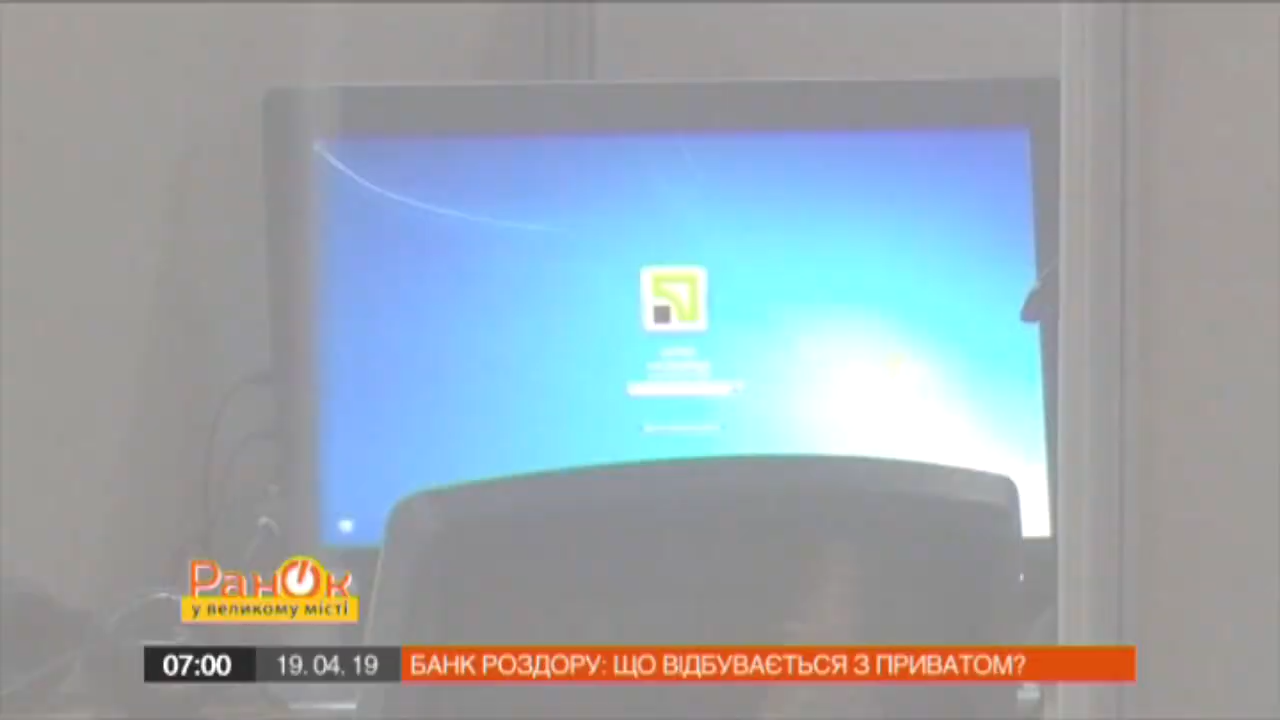 РанОк
у великому місті
07:00 19.04.19 БАНК РОЗДОРУ: ЩО ВІДБУВАЄТЬСЯ З ПРИВАТОМ?